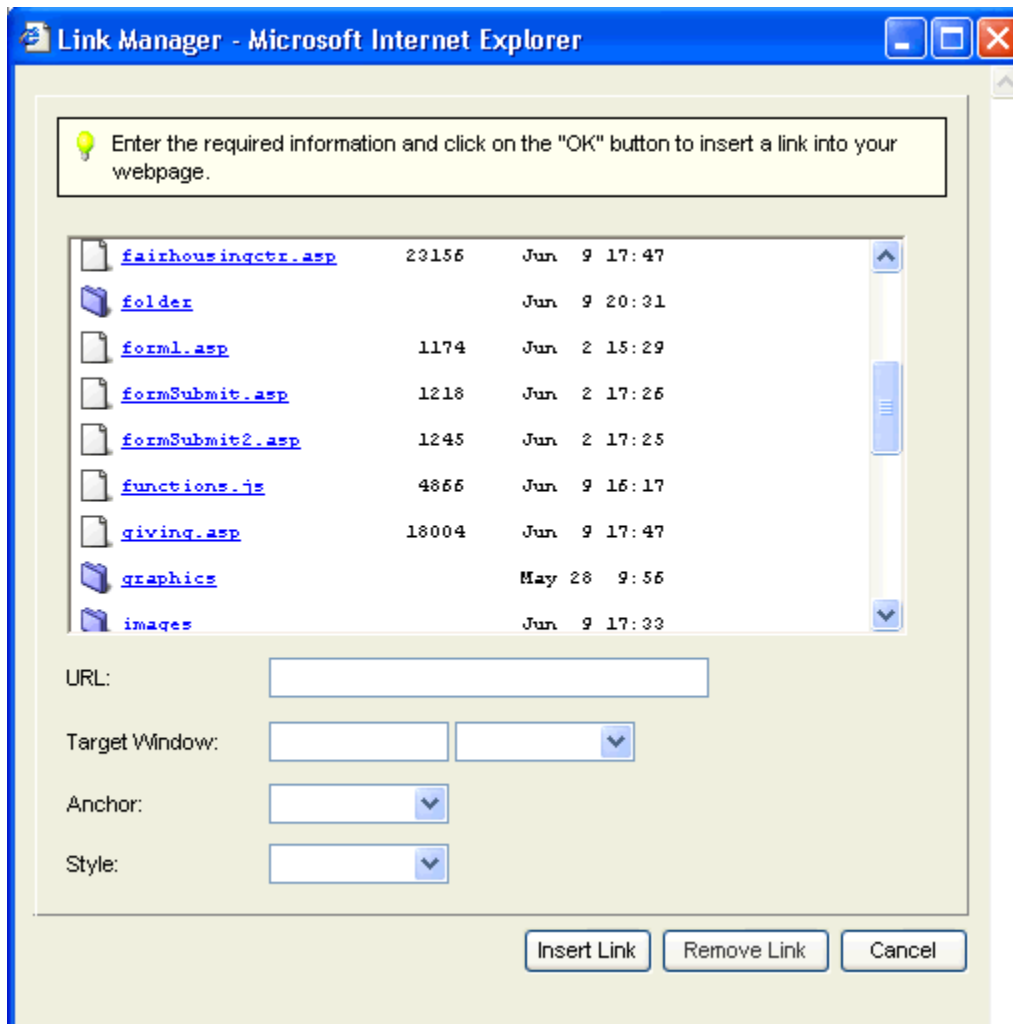 Link Manager - Microsoft Internet Explorer
Enter the required information and click on the "OK" button to insert a link into your
webpage.
fairhousingctr.asp 23156 Jun 9 17:47
folder Jun 9 20:31
form1.asp 1174 Jun 2 15:29
formSubmit.asp 1218 Jun 2 17:26
formSubmit2.asp 1245 Jun 2 17:25
functions.js 4866 Jun 9 16:17
giving.asp 18004 Jun 9 17:47
graphics May 28 9:56
images Jun 9 17:33
URL:
Target Window:
Anchor:
Style:
Insert Link Remove Link Cancel